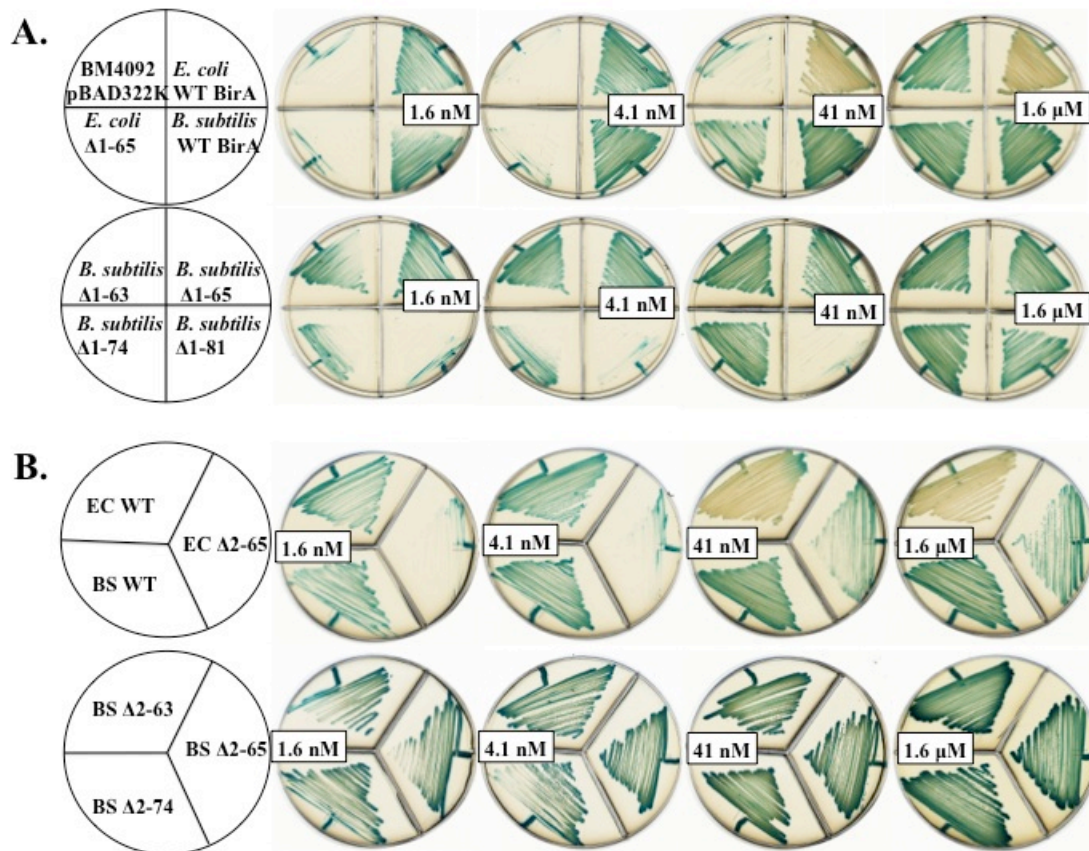 A.
BM4092 E. coli
pBAD322K WT BirA
E. coli B. subtilis
Δ1-65 WT BirA
1.6 nM
4.1 nM
41 nM
1.6 µM
B. subtilis B. subtilis
Δ1-63 Δ1-65
B. subtilis B. subtilis
Δ1-74 Δ1-81
1.6 nM
4.1 nM
41 nM
1.6 µM
B.
EC WT
EC Δ2-65
BS WT
1.6 nM
4.1 nM
41 nM
1.6 µM
BS Δ2-63
BS Δ2-65
BS Δ2-74
1.6 nM
4.1 nM
41 nM
1.6 µM